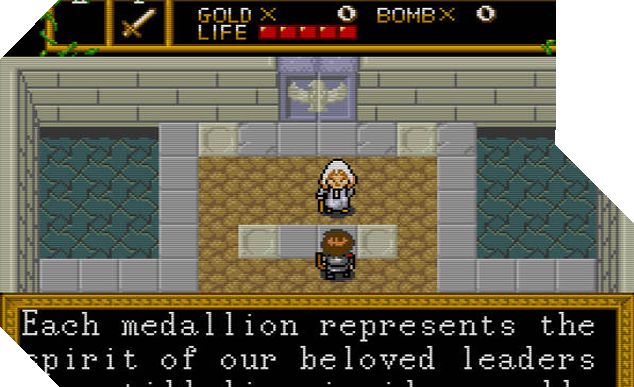 GOLD× 0 BOMB× 0
LIFE
Each medallion represents the
spirit of our beloved leaders